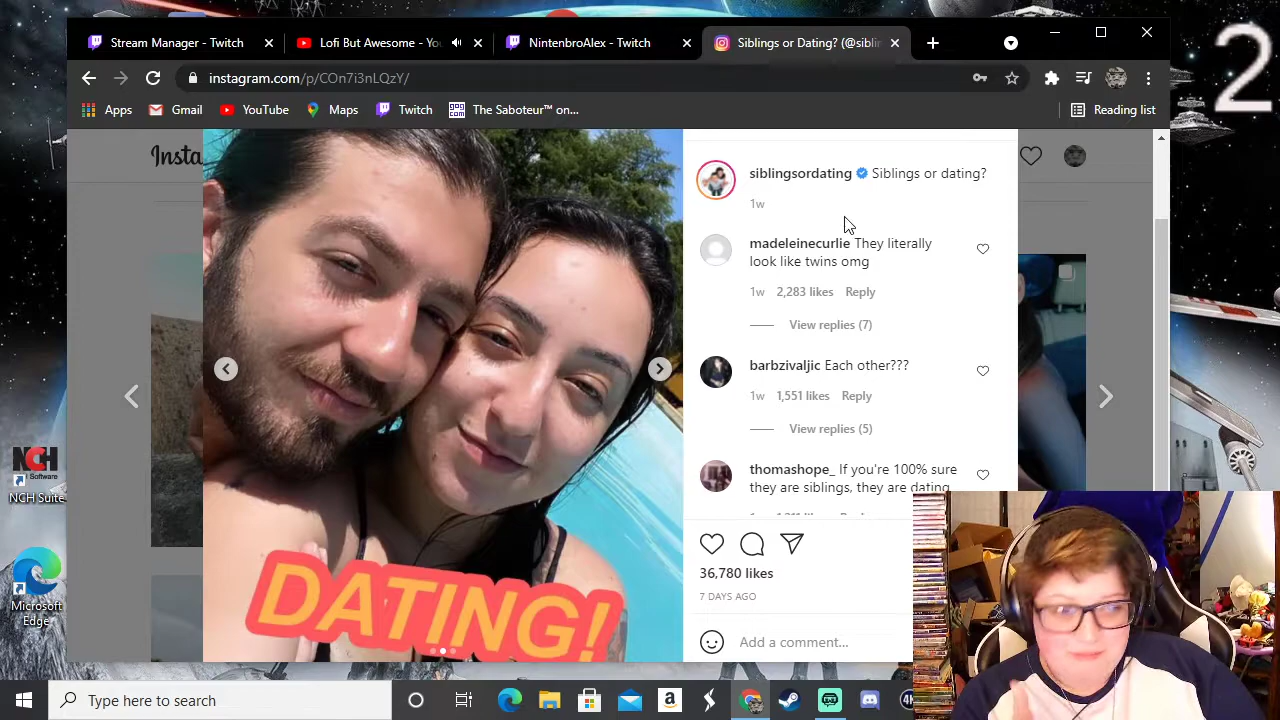 Stream Manager - Twitch
Lofi But Awesome - Yo
NintenbroAlex - Twitch
Siblings or Dating? (@siblin
2
instagram.com/p/COn7i3nLQzY/
Apps
Gmail
YouTube
Maps
Twitch
GOG COM
The Saboteur™ on...
Reading list
Insta
siblingsordating Siblings or dating?
1w
madeleinecurlie They literally
look like twins omg
1w 2,283 likes Reply
View replies (7)
barbzivaljic Each other???
1w 1,551 likes Reply
View replies (5)
thomashope_ If you're 100% sure
they are siblings, they are dating
NCH
Software
NCH Suite
36,780 likes
7 DAYS AGO
Microsoft
Edge
DATING!
Add a comment...
Type here to search